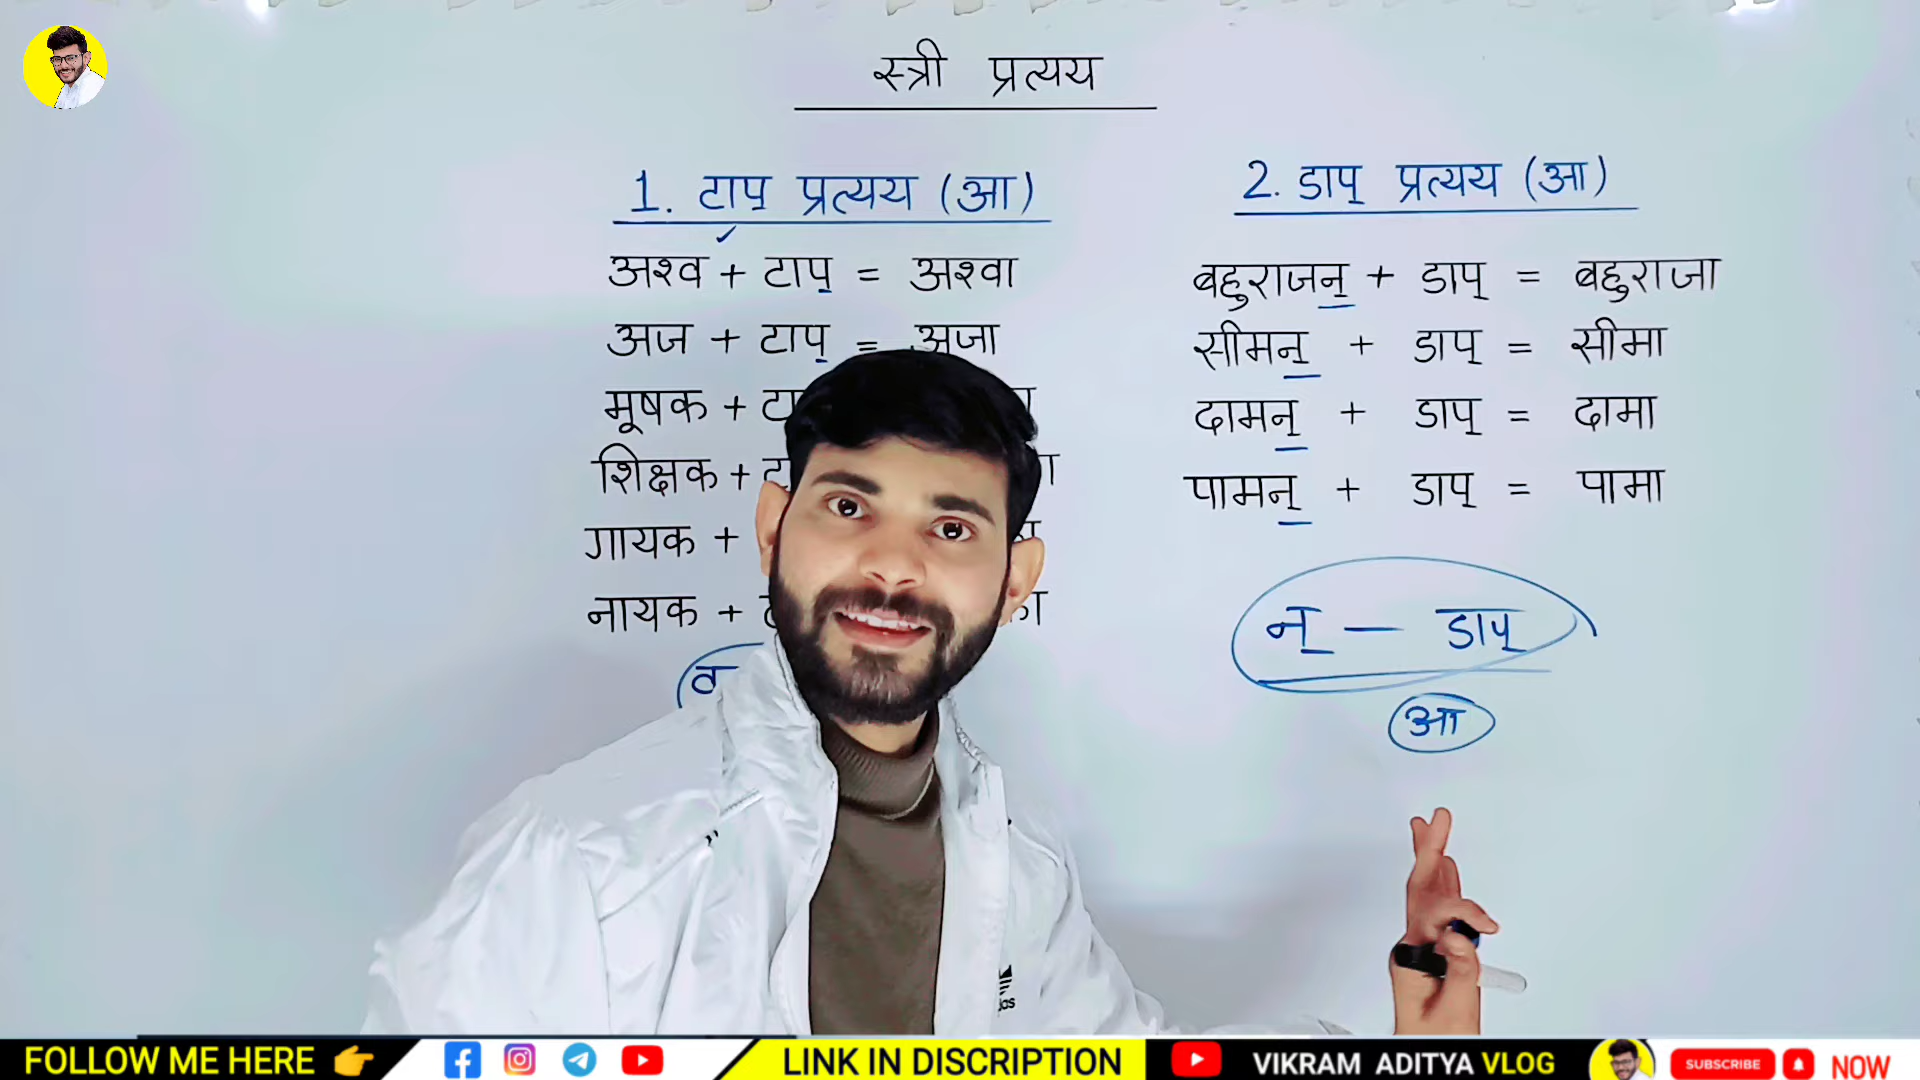 स्त्री प्रत्यय
1. टाप् प्रत्यय (आ)
अश्व + टाप् = अश्वा
अज + टाप् = अजा
मूषक +
शिक्षक +
गायक +
नायक +
2. डाप् प्रत्यय (आ)
बहुराजन् + डाप् = बहुराजा
सीमन् + डाप् = सीमा
दामन् + डाप् = दामा
पामन् + डाप् = पामा
न् — डाप्
आ
FOLLOW ME HERE
LINK IN DISCRIPTION
VIKRAM ADITYA VLOG
SUBSCRIBE
NOW